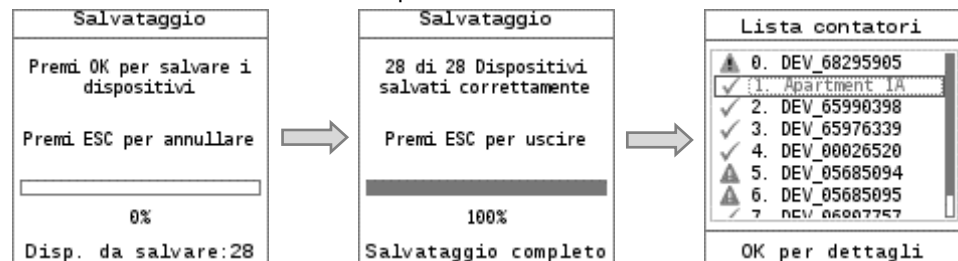 Salvataggio
Premi OK per salvare i
dispositivi
Premi ESC per annullare
0%
Disp. da salvare:28
Salvataggio
28 di 28 Dispositivi
salvati correttamente
Premi ESC per uscire
100%
Salvataggio completo
Lista contatori
0. DEV_68295905
1. Apartment 1A
2. DEV_65990398
3. DEV_65976339
4. DEV_00026520
5. DEV_05685094
6. DEV_05685095
7. DEV_06807757
OK per dettagli